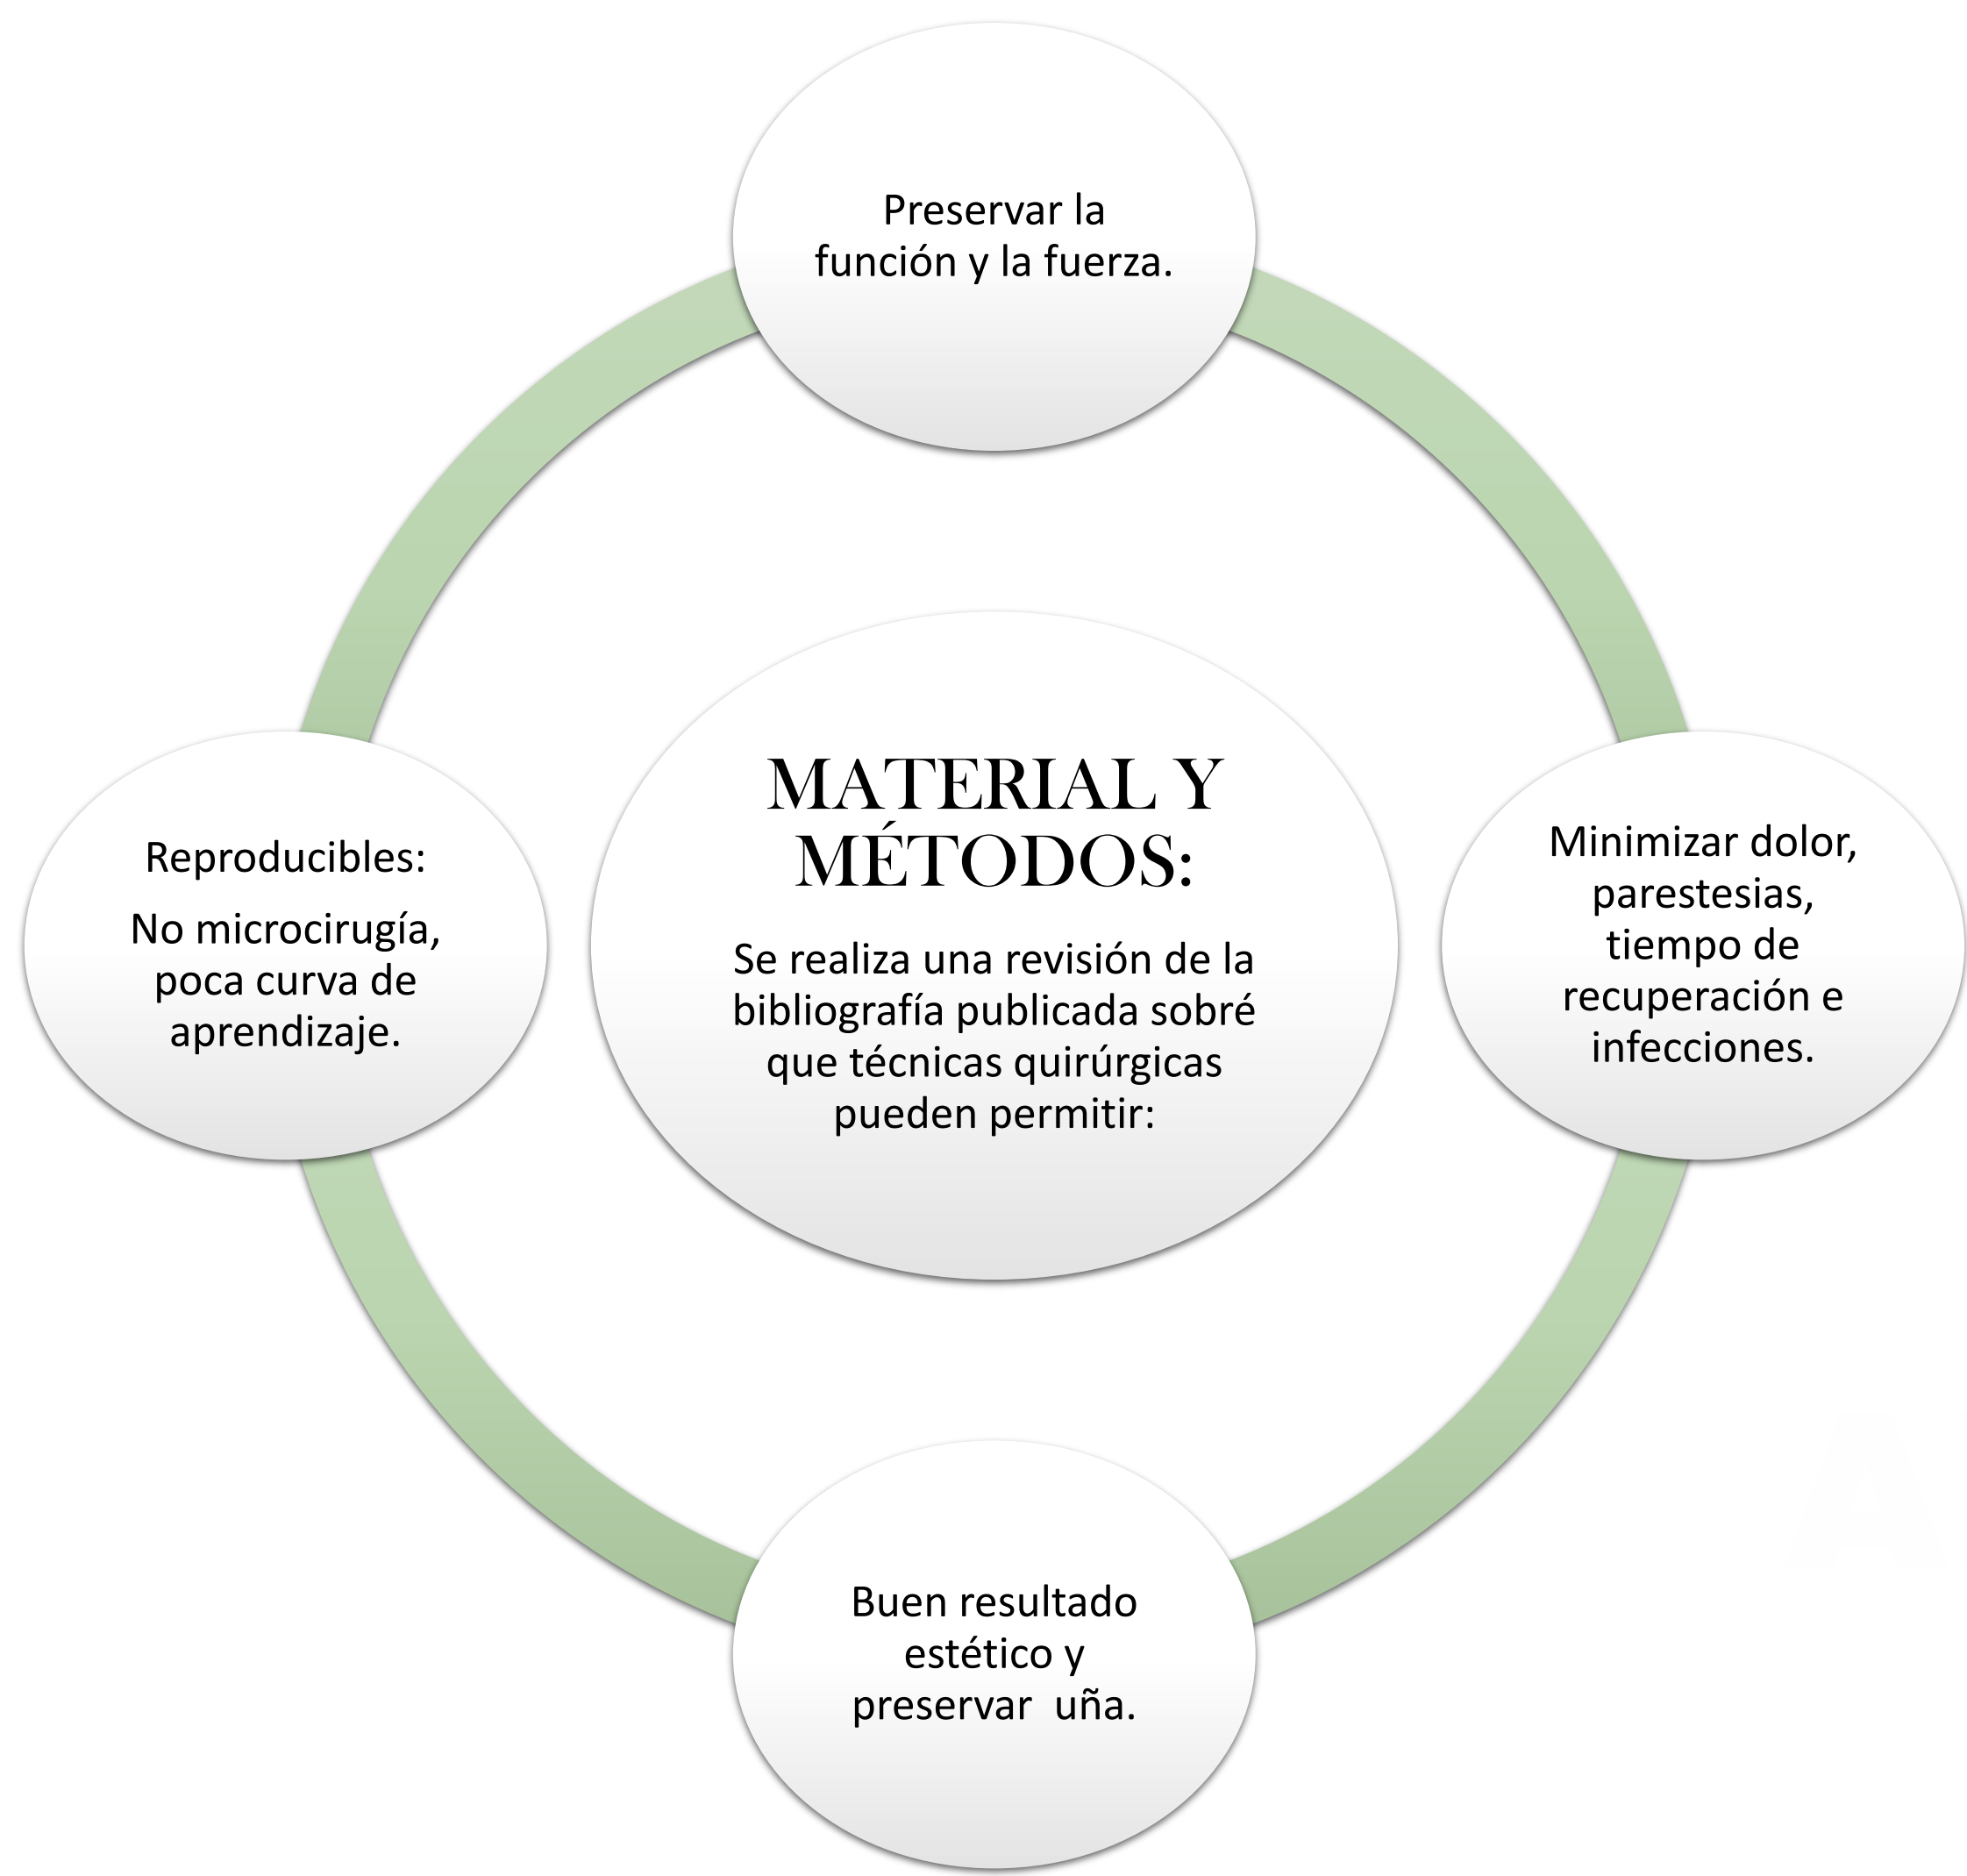 Preservar la
función y la fuerza.
MATERIAL Y
MÉTODOS:
Se realiza una revisión de la
bibliografía publicada sobré
que técnicas quirúrgicas
pueden permitir:
Minimizar dolor,
parestesias,
tiempo de
recuperación e
infecciones.
Buen resultado
estético y
preservar  uña.
Reproducibles:
No microcirugía,
poca curva de
aprendizaje.